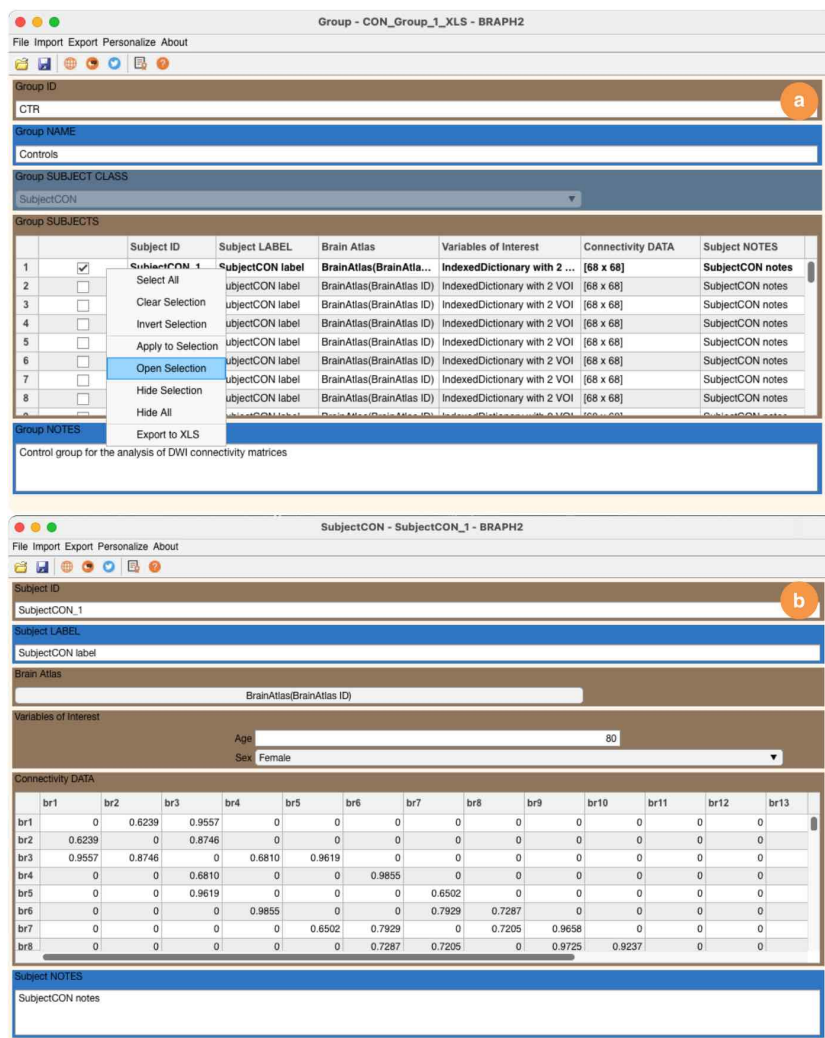 Group - CON_Group_1_XLS - BRAPH2
File Import Export Personalize About
Group ID
a
CTR
Group NAME
Controls
Group SUBJECT CLASS
SubjectCON
Group SUBJECTS
Subject ID Subject LABEL Brain Atlas Variables of Interest Connectivity DATA Subject NOTES
1 SubjectCON_1 SubjectCON label BrainAtlas(BrainAtla... IndexedDictionary with 2 ... [68 x 68] SubjectCON notes
Select All
2 ubjectCON label BrainAtlas(BrainAtlas ID) IndexedDictionary with 2 VOI [68 x 68] SubjectCON notes
Clear Selection
3 ubjectCON label BrainAtlas(BrainAtlas ID) IndexedDictionary with 2 VOI [68 x 68] SubjectCON notes
Invert Selection
4 ubjectCON label BrainAtlas(BrainAtlas ID) IndexedDictionary with 2 VOI [68 x 68] SubjectCON notes
Apply to Selection
5 ubjectCON label BrainAtlas(BrainAtlas ID) IndexedDictionary with 2 VOI [68 x 68] SubjectCON notes
Open Selection
6 ubjectCON label BrainAtlas(BrainAtlas ID) IndexedDictionary with 2 VOI [68 x 68] SubjectCON notes
7 ubjectCON label BrainAtlas(BrainAtlas ID) IndexedDictionary with 2 VOI [68 x 68] SubjectCON notes
Hide Selection
8 ubjectCON label BrainAtlas(BrainAtlas ID) IndexedDictionary with 2 VOI [68 x 68] SubjectCON notes
Hide All
Export to XLS
Group NOTES
Control group for the analysis of DWI connectivity matrices
SubjectCON - SubjectCON_1 - BRAPH2
File Import Export Personalize About
Subject ID
b
SubjectCON_1
Subject LABEL
SubjectCON label
Brain Atlas
BrainAtlas(BrainAtlas ID)
Variables of Interest
Age 80
Sex Female
Connectivity DATA
br1 br2 br3 br4 br5 br6 br7 br8 br9 br10 br11 br12 br13
br1 0 0.6239 0.9557 0 0 0 0 0 0 0 0 0
br2 0.6239 0 0.8746 0 0 0 0 0 0 0 0 0
br3 0.9557 0.8746 0 0.6810 0.9619 0 0 0 0 0 0 0
br4 0 0 0.6810 0 0 0.9855 0 0 0 0 0 0
br5 0 0 0.9619 0 0 0 0.6502 0 0 0 0 0
br6 0 0 0 0.9855 0 0 0.7929 0.7287 0 0 0 0
br7 0 0 0 0 0.6502 0.7929 0 0.7205 0.9658 0 0 0
br8 0 0 0 0 0 0.7287 0.7205 0 0.9725 0.9237 0 0
Subject NOTES
SubjectCON notes